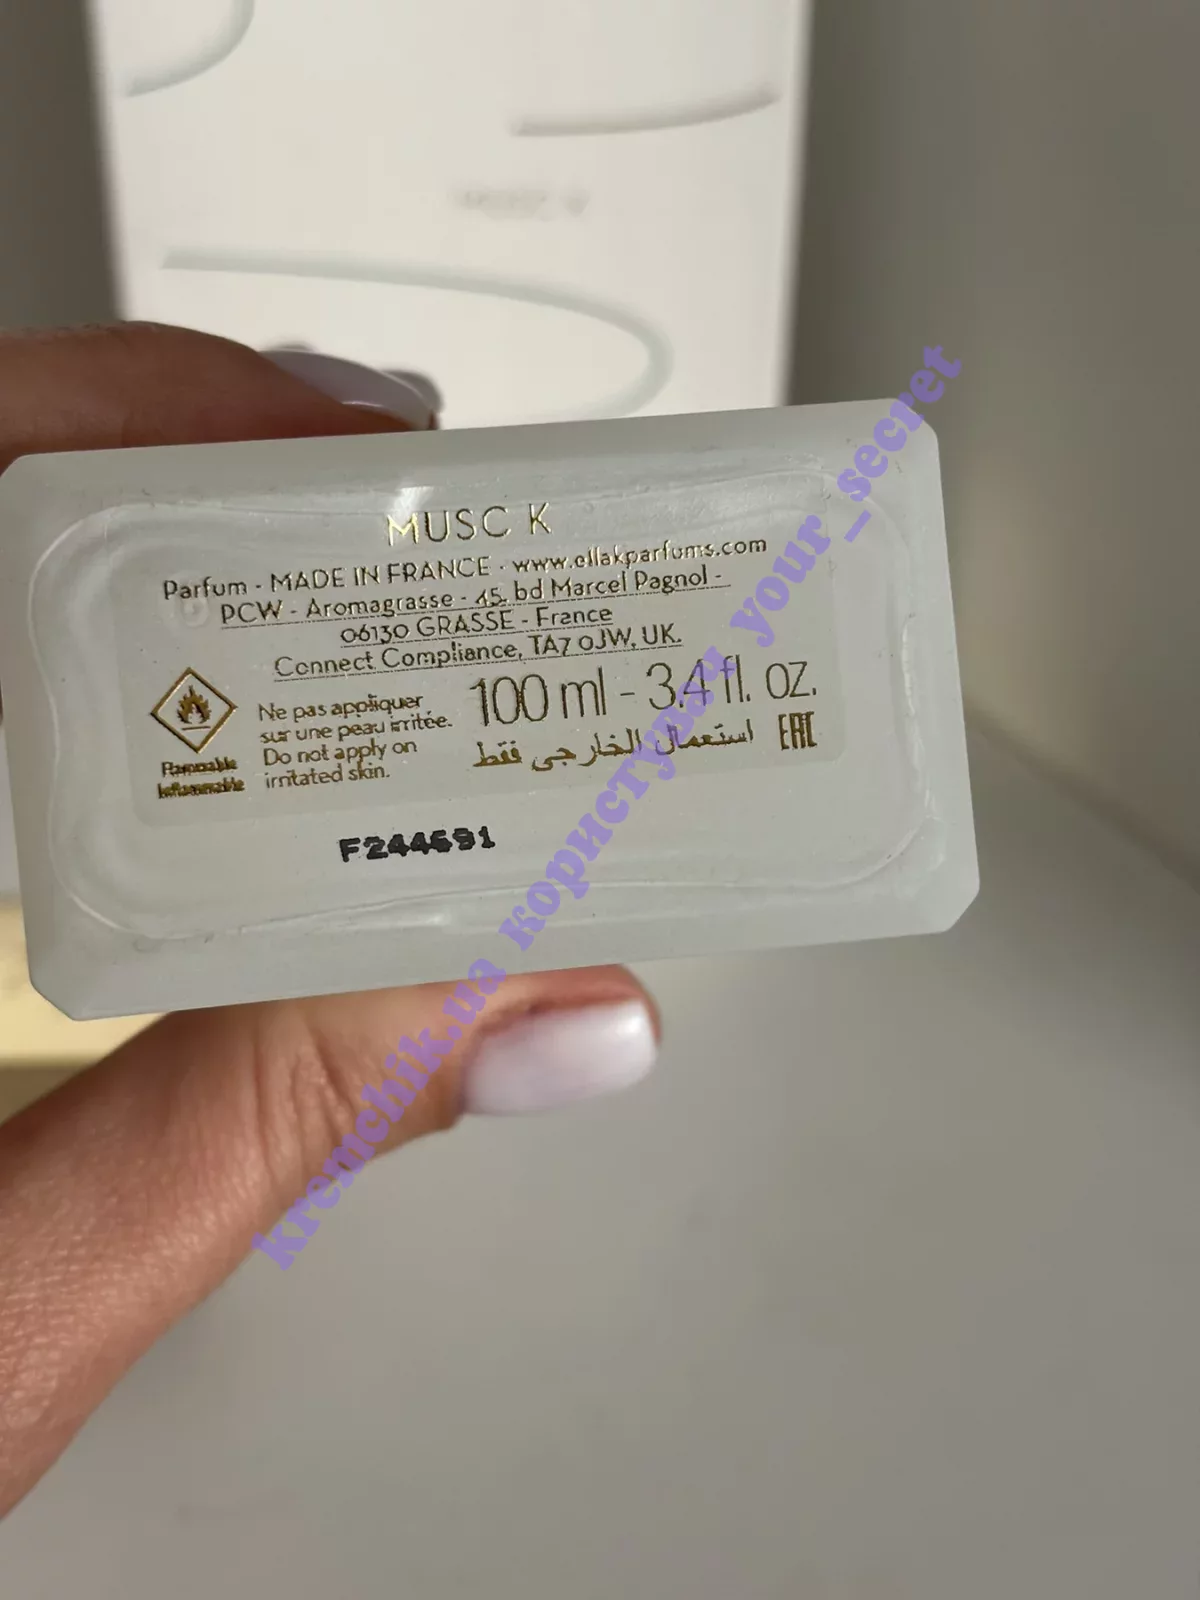 MUSC K
Parfum - MADE IN FRANCE - www.ellakparfums.com
PCW - Aromagrasse - 45, bd Marcel Pagnol -
06130 GRASSE - France
Connect Compliance, TA7 0JW, UK.
Ne pas appliquer
sur une peau irritée.
Do not apply on
irritated skin.
Flammable
Inflammable
100 ml - 3.4 fl. oz.
استعمال الخارجي فقط
EAC
F244691
kremchik.ua користувач your_secret